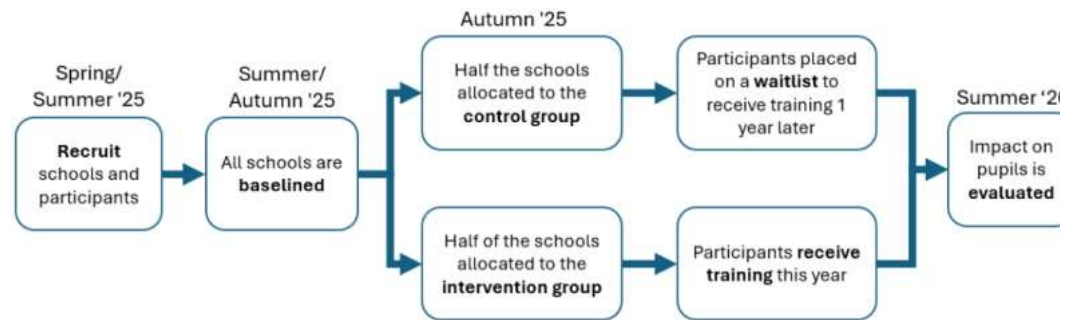 Spring/
Summer '25
Recruit
schools and
participants
Summer/
Autumn '25
All schools are
baselined
Autumn '25
Half the schools
allocated to the
control group
Participants placed
on a waitlist to
receive training 1
year later
Half of the schools
allocated to the
intervention group
Participants receive
training this year
Summer
Impact on
pupils is
evaluated